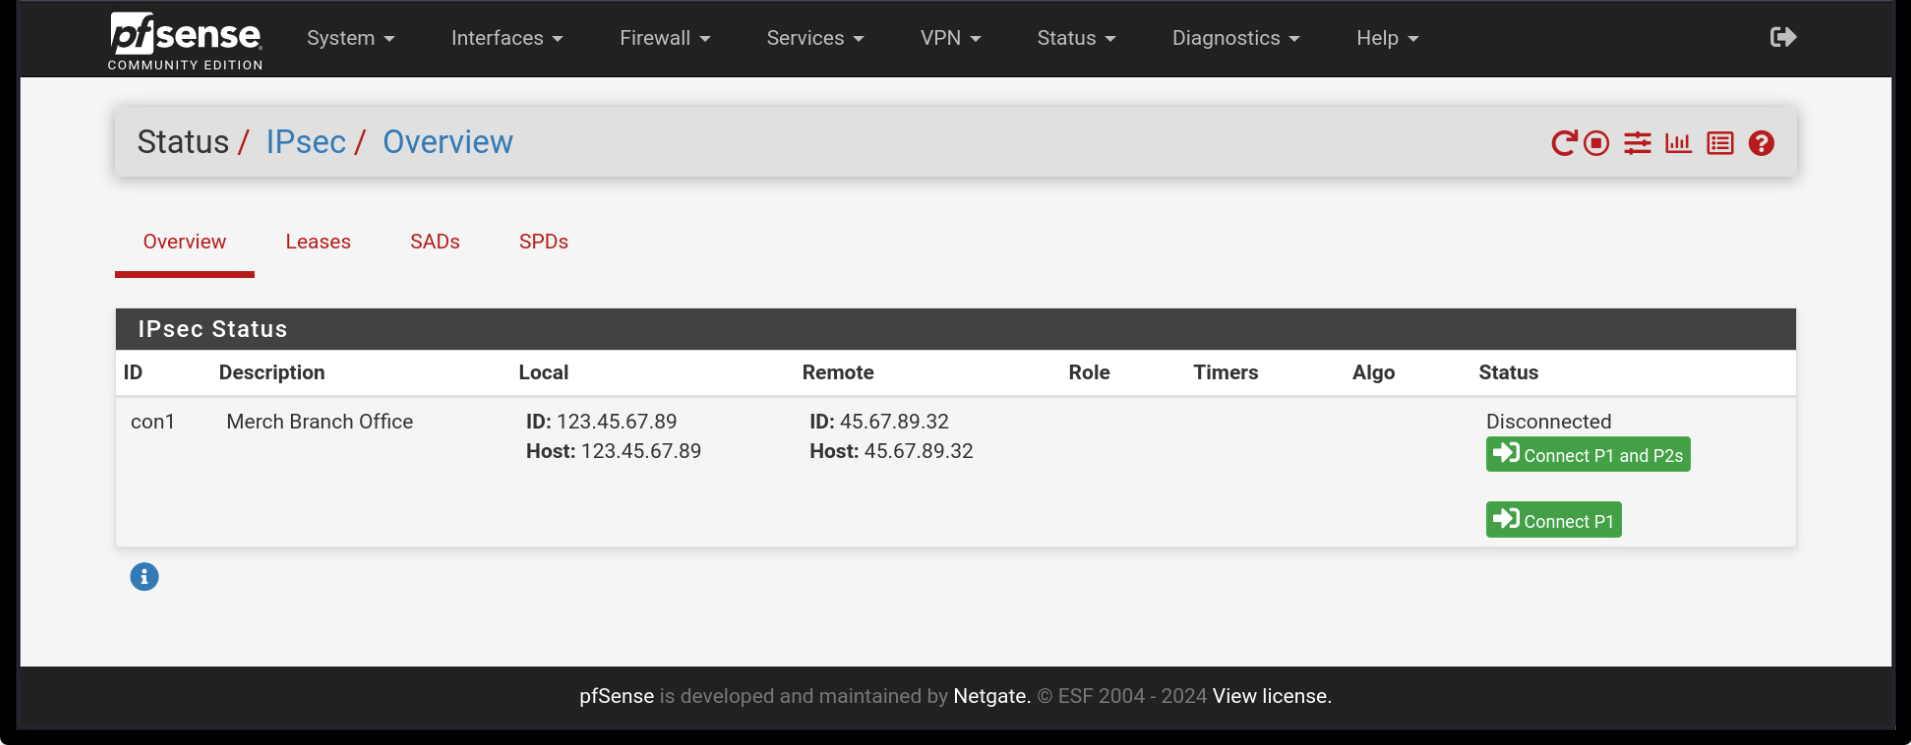 pfsense
COMMUNITY EDITION
System Interfaces Firewall Services VPN Status Diagnostics Help
Status / IPsec / Overview
Overview Leases SADs SPDs
IPsec Status
ID Description Local Remote Role Timers Algo Status
con1 Merch Branch Office ID: 123.45.67.89 ID: 45.67.89.32 Disconnected
Host: 123.45.67.89 Host: 45.67.89.32 Connect P1 and P2s
Connect P1
pfSense is developed and maintained by Netgate. © ESF 2004 - 2024 View license.